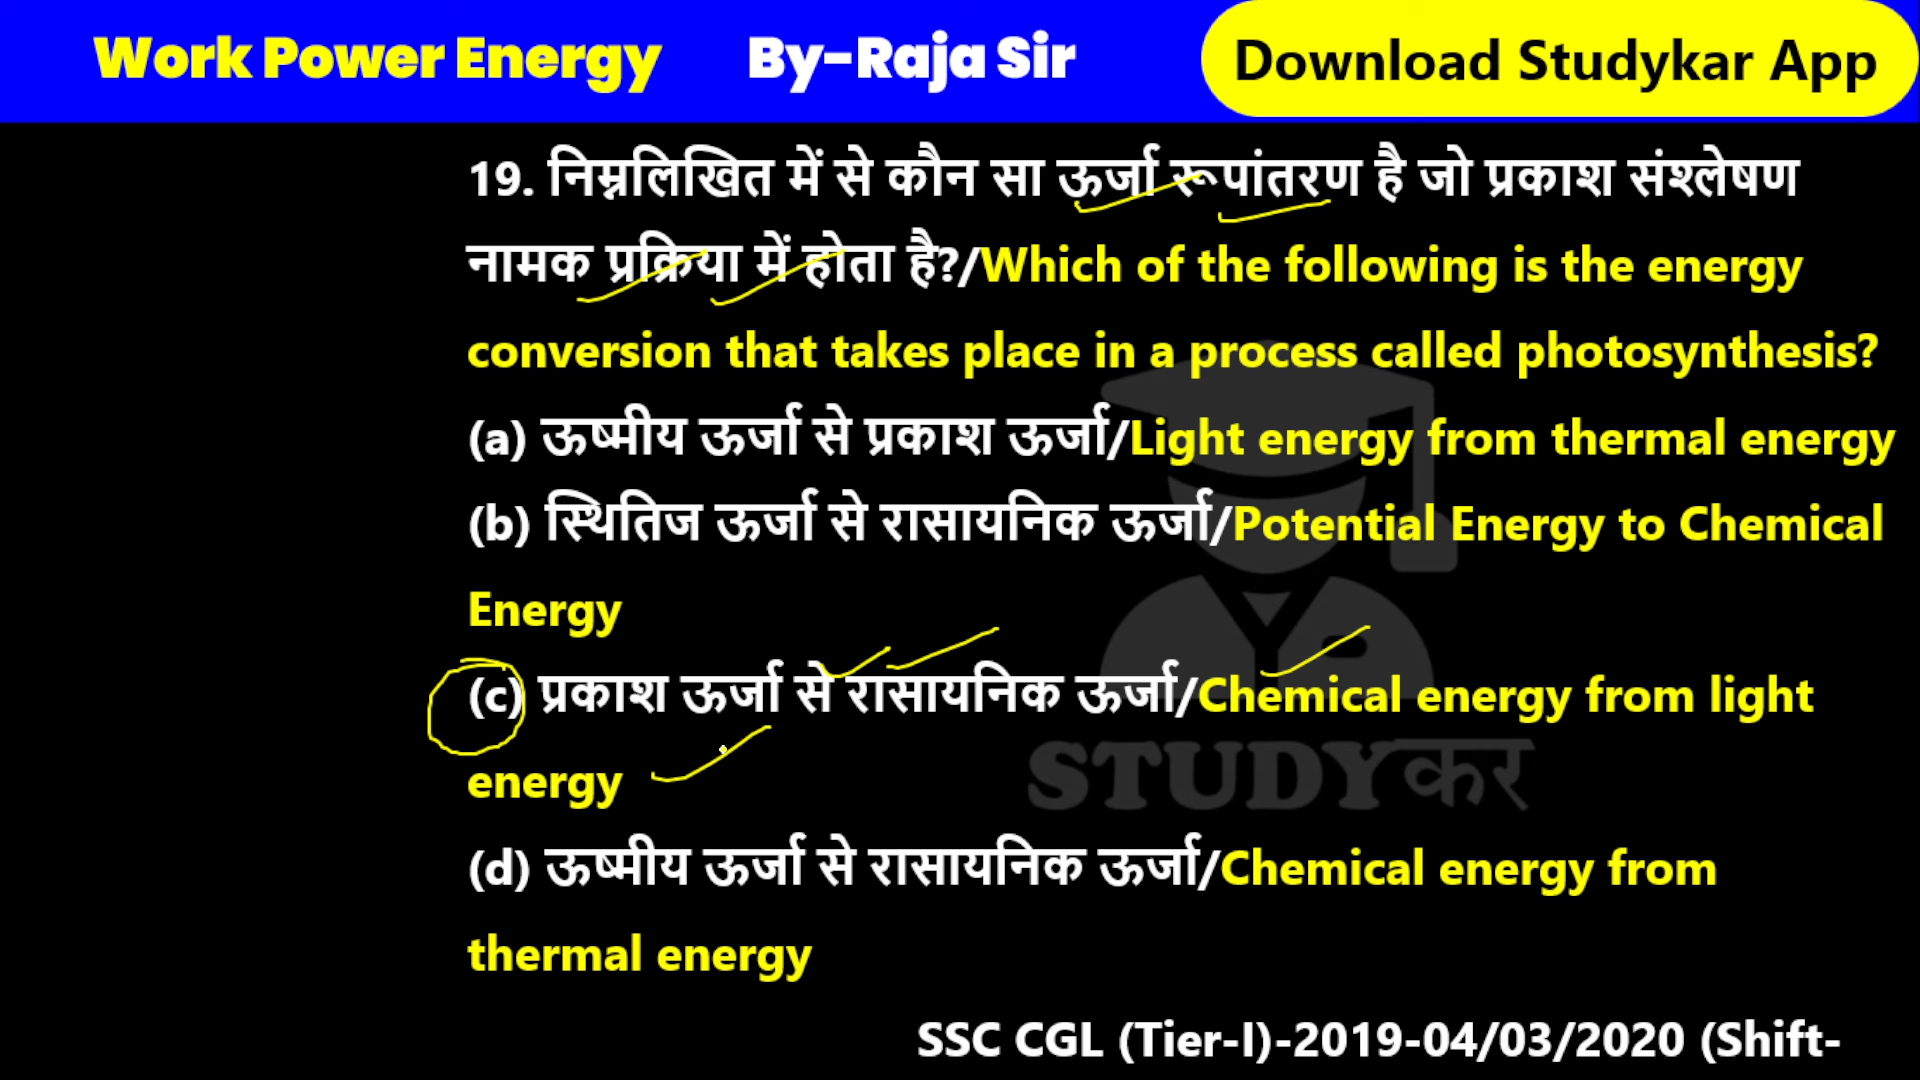 Work Power Energy By-Raja Sir Download Studykar App
19. निम्नलिखित में से कौन सा ऊर्जा रूपांतरण है जो प्रकाश संश्लेषण
नामक प्रक्रिया में होता है?/Which of the following is the energy
conversion that takes place in a process called photosynthesis?
(a) ऊष्मीय ऊर्जा से प्रकाश ऊर्जा/Light energy from thermal energy
(b) स्थितिज ऊर्जा से रासायनिक ऊर्जा/Potential Energy to Chemical
Energy
(c) प्रकाश ऊर्जा से रासायनिक ऊर्जा/Chemical energy from light
energy
STUDYकर
(d) ऊष्मीय ऊर्जा से रासायनिक ऊर्जा/Chemical energy from
thermal energy
SSC CGL (Tier-I)-2019-04/03/2020 (Shift-